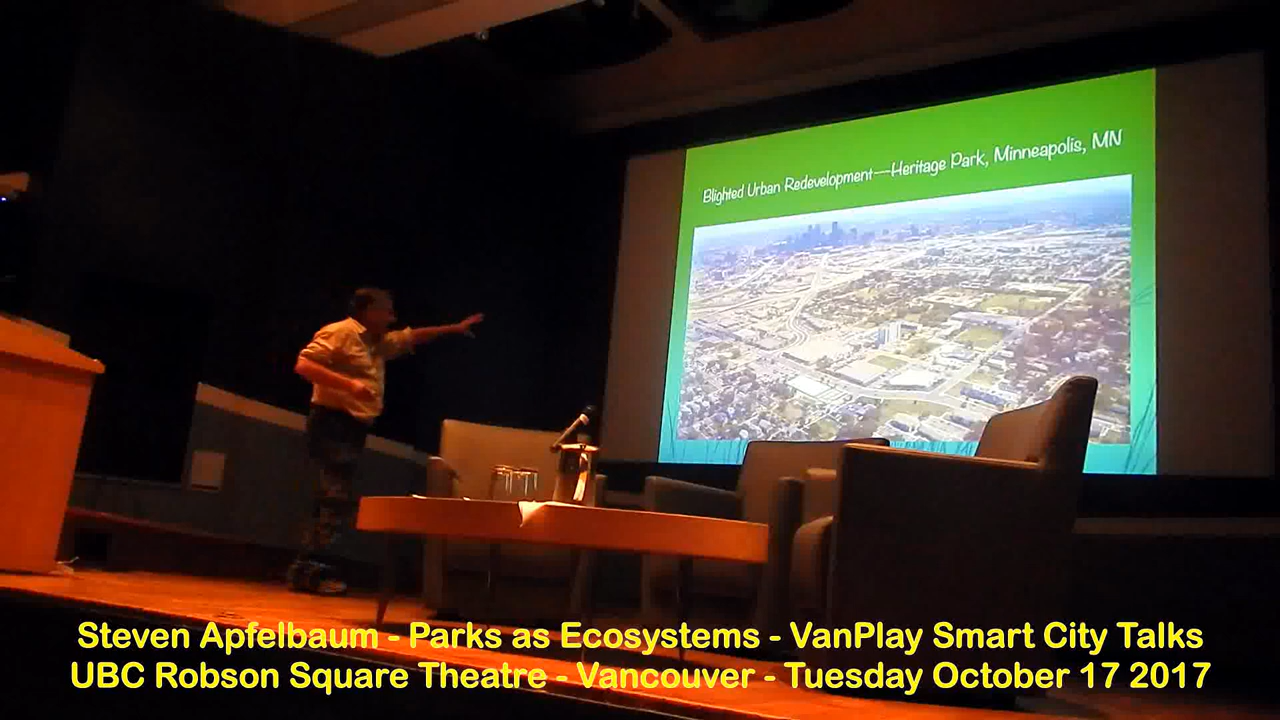 Blighted Urban Redevelopment—Heritage Park, Minneapolis, MN
Steven Apfelbaum - Parks as Ecosystems - VanPlay Smart City Talks
UBC Robson Square Theatre - Vancouver - Tuesday October 17 2017